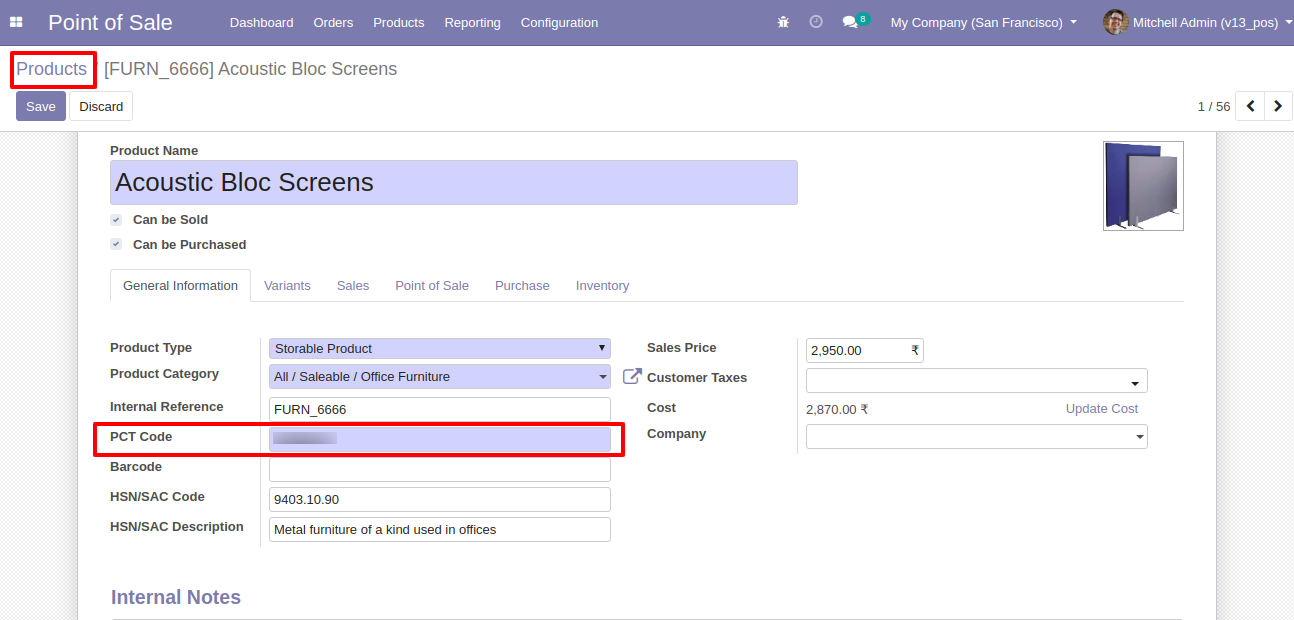 Point of Sale Dashboard Orders Products Reporting Configuration 8 My Company (San Francisco) Mitchell Admin (v13_pos)
Products / [FURN_6666] Acoustic Bloc Screens
Save Discard 1 / 56
Product Name
Acoustic Bloc Screens
Can be Sold
Can be Purchased
General Information Variants Sales Point of Sale Purchase Inventory
Product Type Storable Product
Product Category All / Saleable / Office Furniture
Internal Reference FURN_6666
PCT Code
Barcode
HSN/SAC Code 9403.10.90
HSN/SAC Description Metal furniture of a kind used in offices
Sales Price 2,950.00 ₹
Customer Taxes
Cost 2,870.00 ₹ Update Cost
Company
Internal Notes